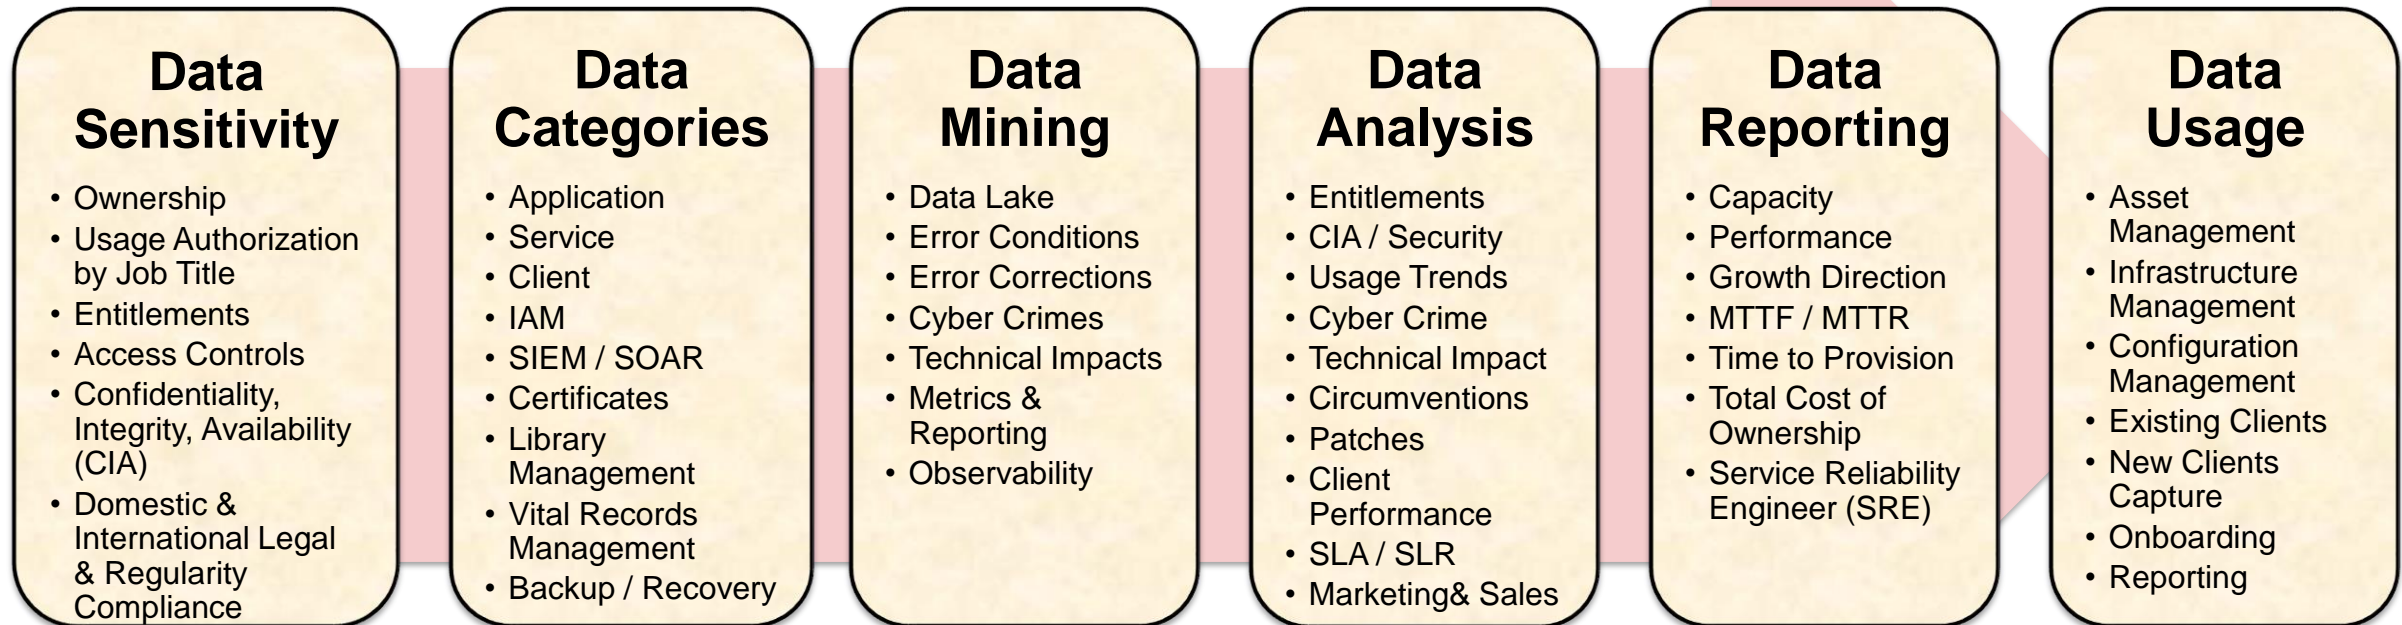 Data
Sensitivity
• Ownership
• Usage Authorization
by Job Title
• Entitlements
• Access Controls
• Confidentiality,
Integrity, Availability
(CIA)
• Domestic &
International Legal
& Regularity
Compliance
Data
Categories
• Application
• Service
• Client
• IAM
• SIEM / SOAR
• Certificates
• Library
Management
• Vital Records
Management
• Backup / Recovery
Data
Mining
• Data Lake
• Error Conditions
• Error Corrections
• Cyber Crimes
• Technical Impacts
• Metrics &
Reporting
• Observability
Data
Analysis
• Entitlements
• CIA / Security
• Usage Trends
• Cyber Crime
• Technical Impact
• Circumventions
• Patches
• Client
Performance
• SLA / SLR
• Marketing& Sales
Data
Reporting
• Capacity
• Performance
• Growth Direction
• MTTF / MTTR
• Time to Provision
• Total Cost of
Ownership
• Service Reliability
Engineer (SRE)
Data
Usage
• Asset
Management
• Infrastructure
Management
• Configuration
Management
• Existing Clients
• New Clients
Capture
• Onboarding
• Reporting